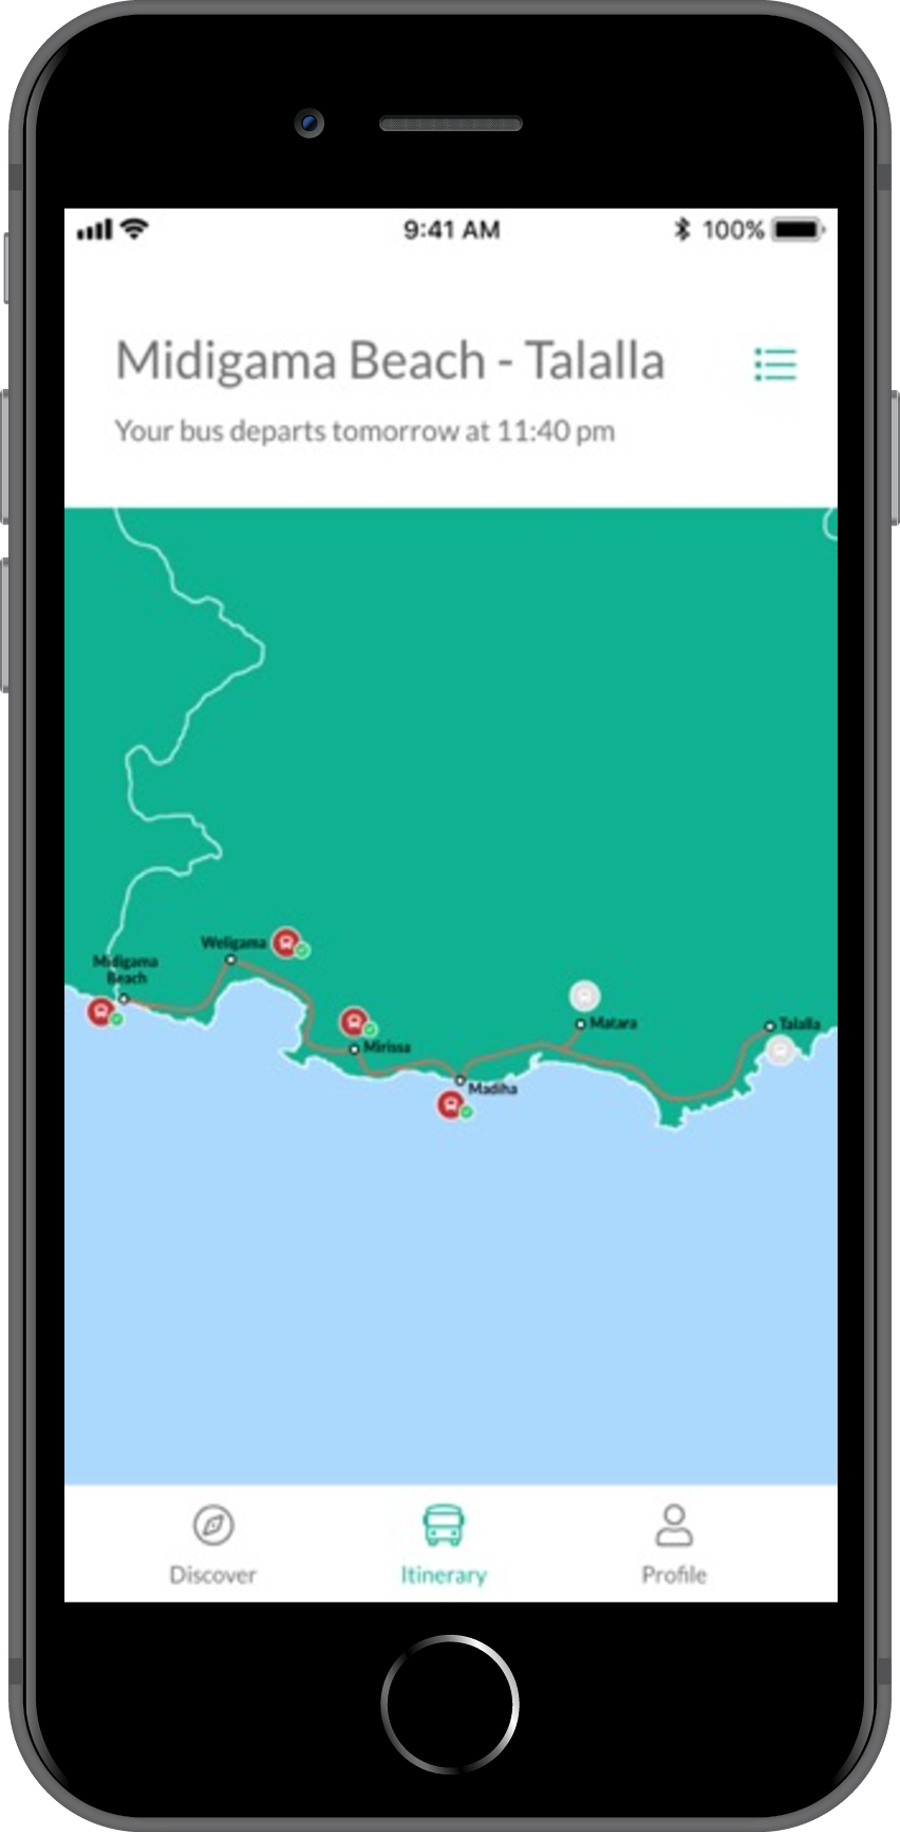 9:41 AM
100%
Midigama Beach - Talalla
Your bus departs tomorrow at 11:40 pm
Weligama
Midigama
Beach
Matara
Talalla
Mirissa
Madiha
Discover
Itinerary
Profile